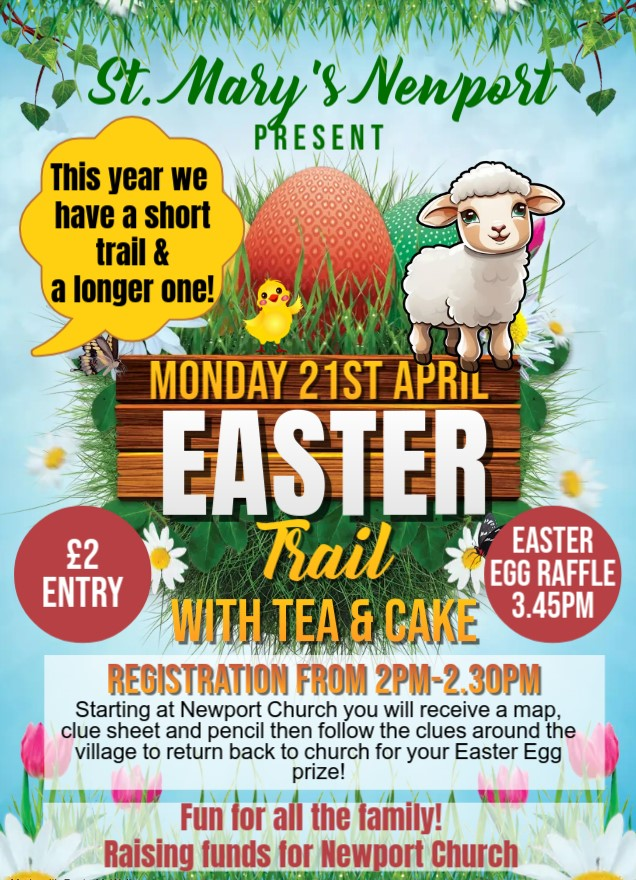 St. Mary's Newport
PRESENT
This year we
have a short
trail &
a longer one!
MONDAY 21ST APRIL
EASTER
Trail
WITH TEA & CAKE
£2
ENTRY
EASTER
EGG RAFFLE
3.45PM
REGISTRATION FROM 2PM-2.30PM
Starting at Newport Church you will receive a map,
clue sheet and pencil then follow the clues around the
village to return back to church for your Easter Egg
prize!
Fun for all the family!
Raising funds for Newport Church